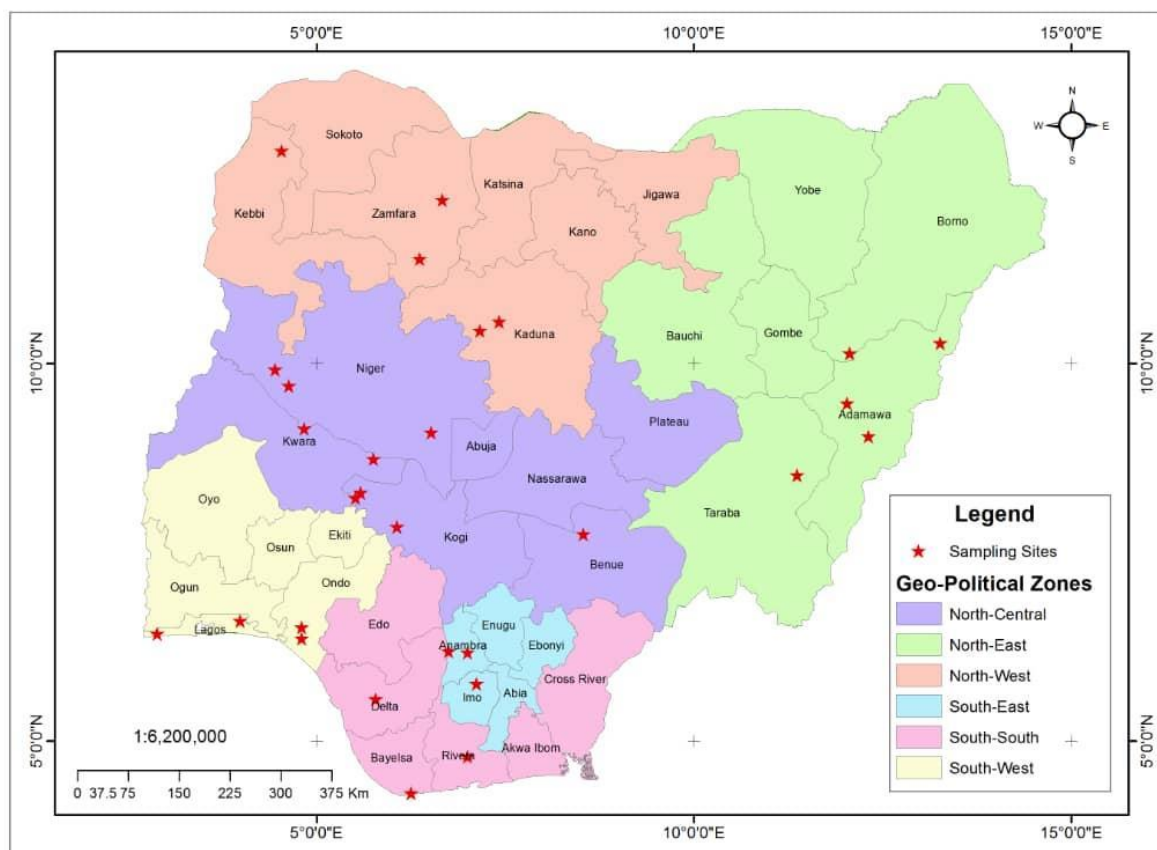 5°0'0"E 10°0'0"E 15°0'0"E
N
W E
S
Sokoto
Katsina
Yobe
Jigawa
Kebbi
Zamfara
Borno
Kano
Kaduna
Bauchi
Gombe
10°0'0"N 10°0'0"N
Niger
Adamawa
Plateau
Kwara
Abuja
Nassarawa
Oyo
Taraba
Legend
Sampling Sites
Geo-Political Zones
North-Central
North-East
North-West
South-East
South-South
South-West
Ekiti
Osun
Kogi
Benue
Ogun
Ondo
Lagos
Edo
Enugu
Anambra
Ebonyi
Cross River
Imo
Abia
Delta
5°0'0"N 5°0'0"N
1:6,200,000
Bayelsa
Rivers
Akwa Ibom
0 37.5 75 150 225 300 375 Km
5°0'0"E 10°0'0"E 15°0'0"E